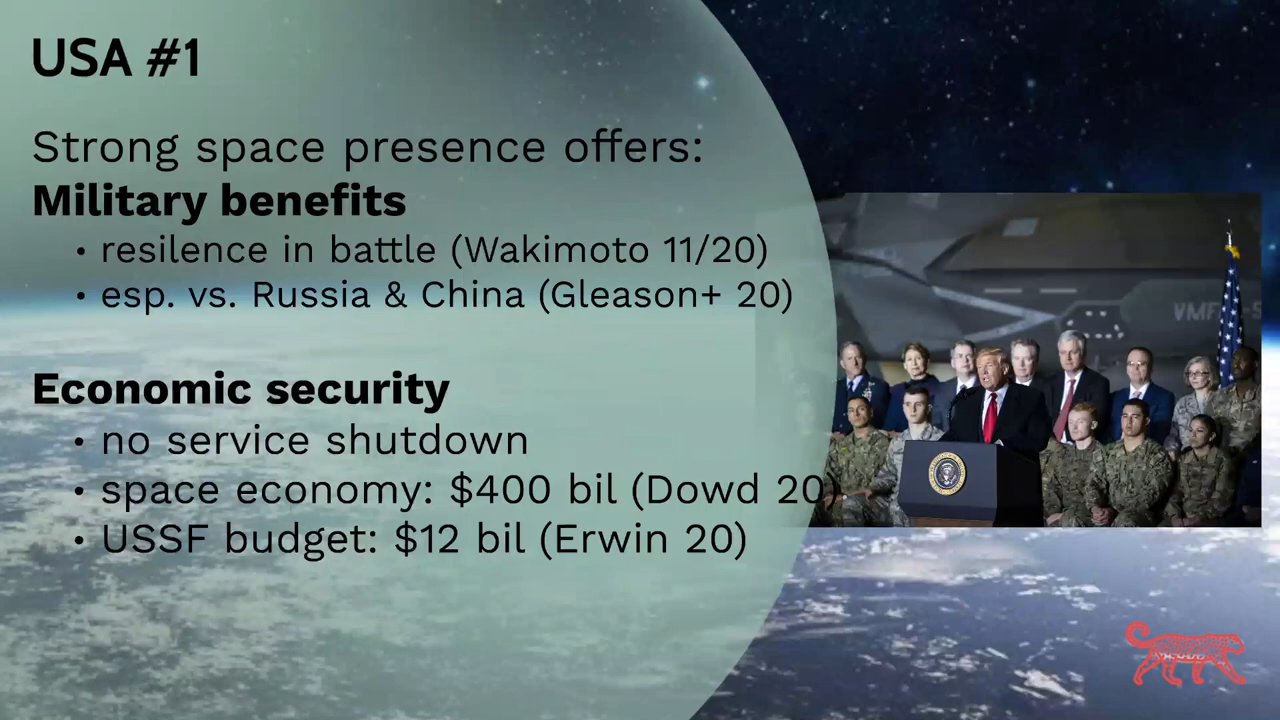 USA #1
Strong space presence offers:
Military benefits
• resilence in battle (Wakimoto 11/20)
• esp. vs. Russia & China (Gleason+ 20)
Economic security
• no service shutdown
• space economy: $400 bil (Dowd 20)
• USSF budget: $12 bil (Erwin 20)